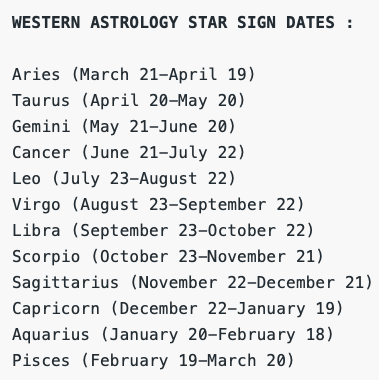 WESTERN ASTROLOGY STAR SIGN DATES :
Aries (March 21–April 19)
Taurus (April 20–May 20)
Gemini (May 21–June 20)
Cancer (June 21–July 22)
Leo (July 23–August 22)
Virgo (August 23–September 22)
Libra (September 23–October 22)
Scorpio (October 23–November 21)
Sagittarius (November 22–December 21)
Capricorn (December 22–January 19)
Aquarius (January 20–February 18)
Pisces (February 19–March 20)